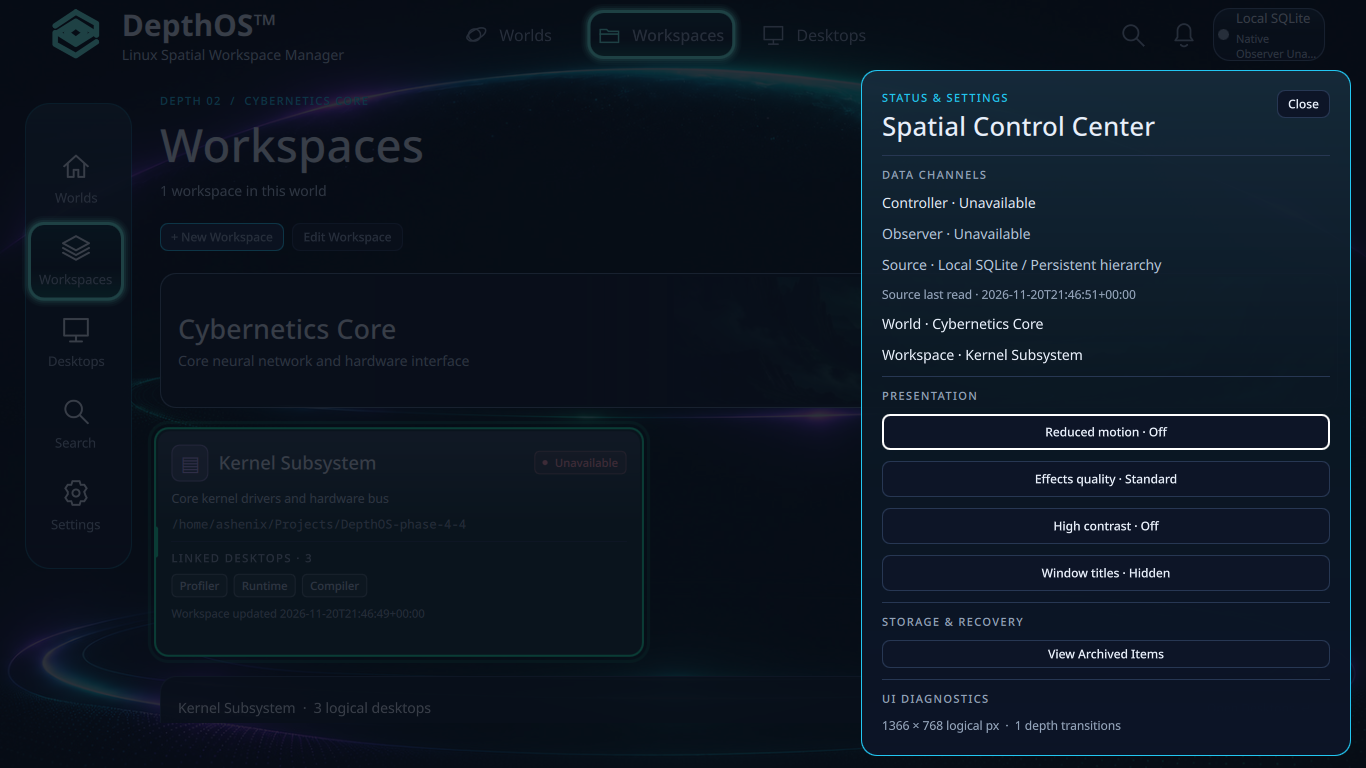 DepthOS™
Linux Spatial Workspace Manager
Worlds
Workspaces
Desktops
Local SQLite
Native
Observer Una...
Worlds
Workspaces
Desktops
Search
Settings
DEPTH 02 / CYBERNETICS CORE
Workspaces
1 workspace in this world
+ New Workspace
Edit Workspace
Cybernetics Core
Core neural network and hardware interface
Kernel Subsystem
• Unavailable
Core kernel drivers and hardware bus
/home/ashenix/Projects/DepthOS-phase-4-4
LINKED DESKTOPS · 3
Profiler
Runtime
Compiler
Workspace updated 2026-11-20T21:46:49+00:00
Kernel Subsystem · 3 logical desktops
STATUS & SETTINGS
Spatial Control Center
Close
DATA CHANNELS
Controller · Unavailable
Observer · Unavailable
Source · Local SQLite / Persistent hierarchy
Source last read · 2026-11-20T21:46:51+00:00
World · Cybernetics Core
Workspace · Kernel Subsystem
PRESENTATION
Reduced motion · Off
Effects quality · Standard
High contrast · Off
Window titles · Hidden
STORAGE & RECOVERY
View Archived Items
UI DIAGNOSTICS
1366 × 768 logical px · 1 depth transitions